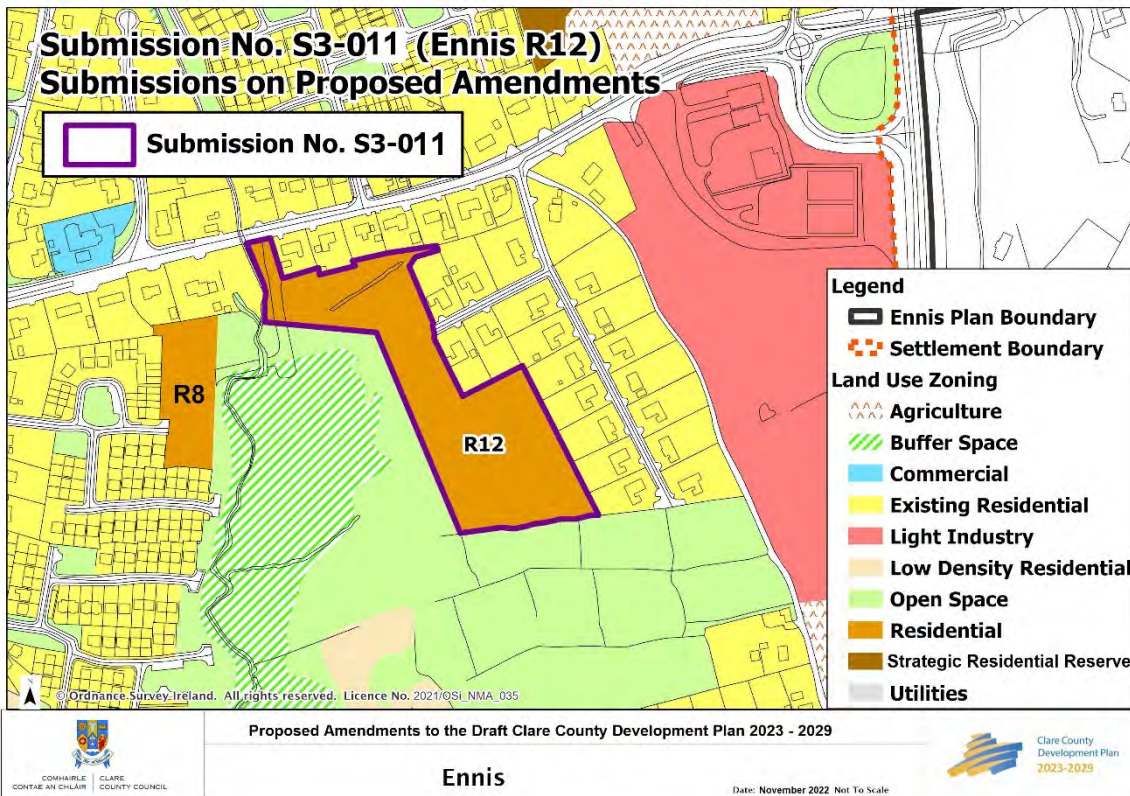 Submission No. S3-011 (Ennis R12)
Submissions on Proposed Amendments
Submission No. S3-011
R8
R12
Legend
Ennis Plan Boundary
Settlement Boundary
Land Use Zoning
Agriculture
Buffer Space
Commercial
Existing Residential
Light Industry
Low Density Residential
Open Space
Residential
Strategic Residential Reserve
Utilities
N
© Ordnance Survey Ireland. All rights reserved. Licence No. 2021/OSi_NMA_035
COMHAIRLE CONTAE AN CHLÁIR
CLARE COUNTY COUNCIL
Proposed Amendments to the Draft Clare County Development Plan 2023 - 2029
Ennis
Date: November 2022 Not To Scale
Clare County
Development Plan
2023-2029